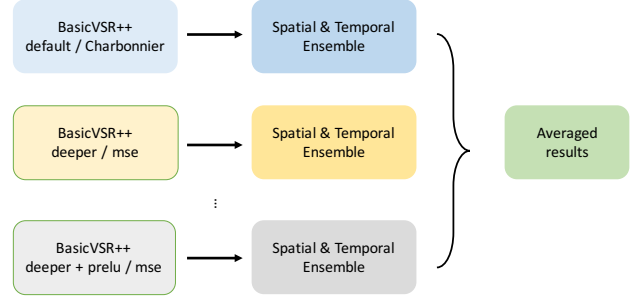 BasicVSR++
default / Charbonnier
Spatial & Temporal
Ensemble
BasicVSR++
deeper / mse
Spatial & Temporal
Ensemble
Averaged
results
...
BasicVSR++
deeper + prelu / mse
Spatial & Temporal
Ensemble